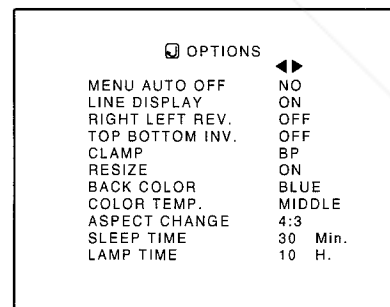 OPTIONS
MENU AUTO OFF NO
LINE DISPLAY ON
RIGHT LEFT REV. OFF
TOP BOTTOM INV. OFF
CLAMP BP
RESIZE ON
BACK COLOR BLUE
COLOR TEMP. MIDDLE
ASPECT CHANGE 4:3
SLEEP TIME 30 Min.
LAMP TIME 10 H.